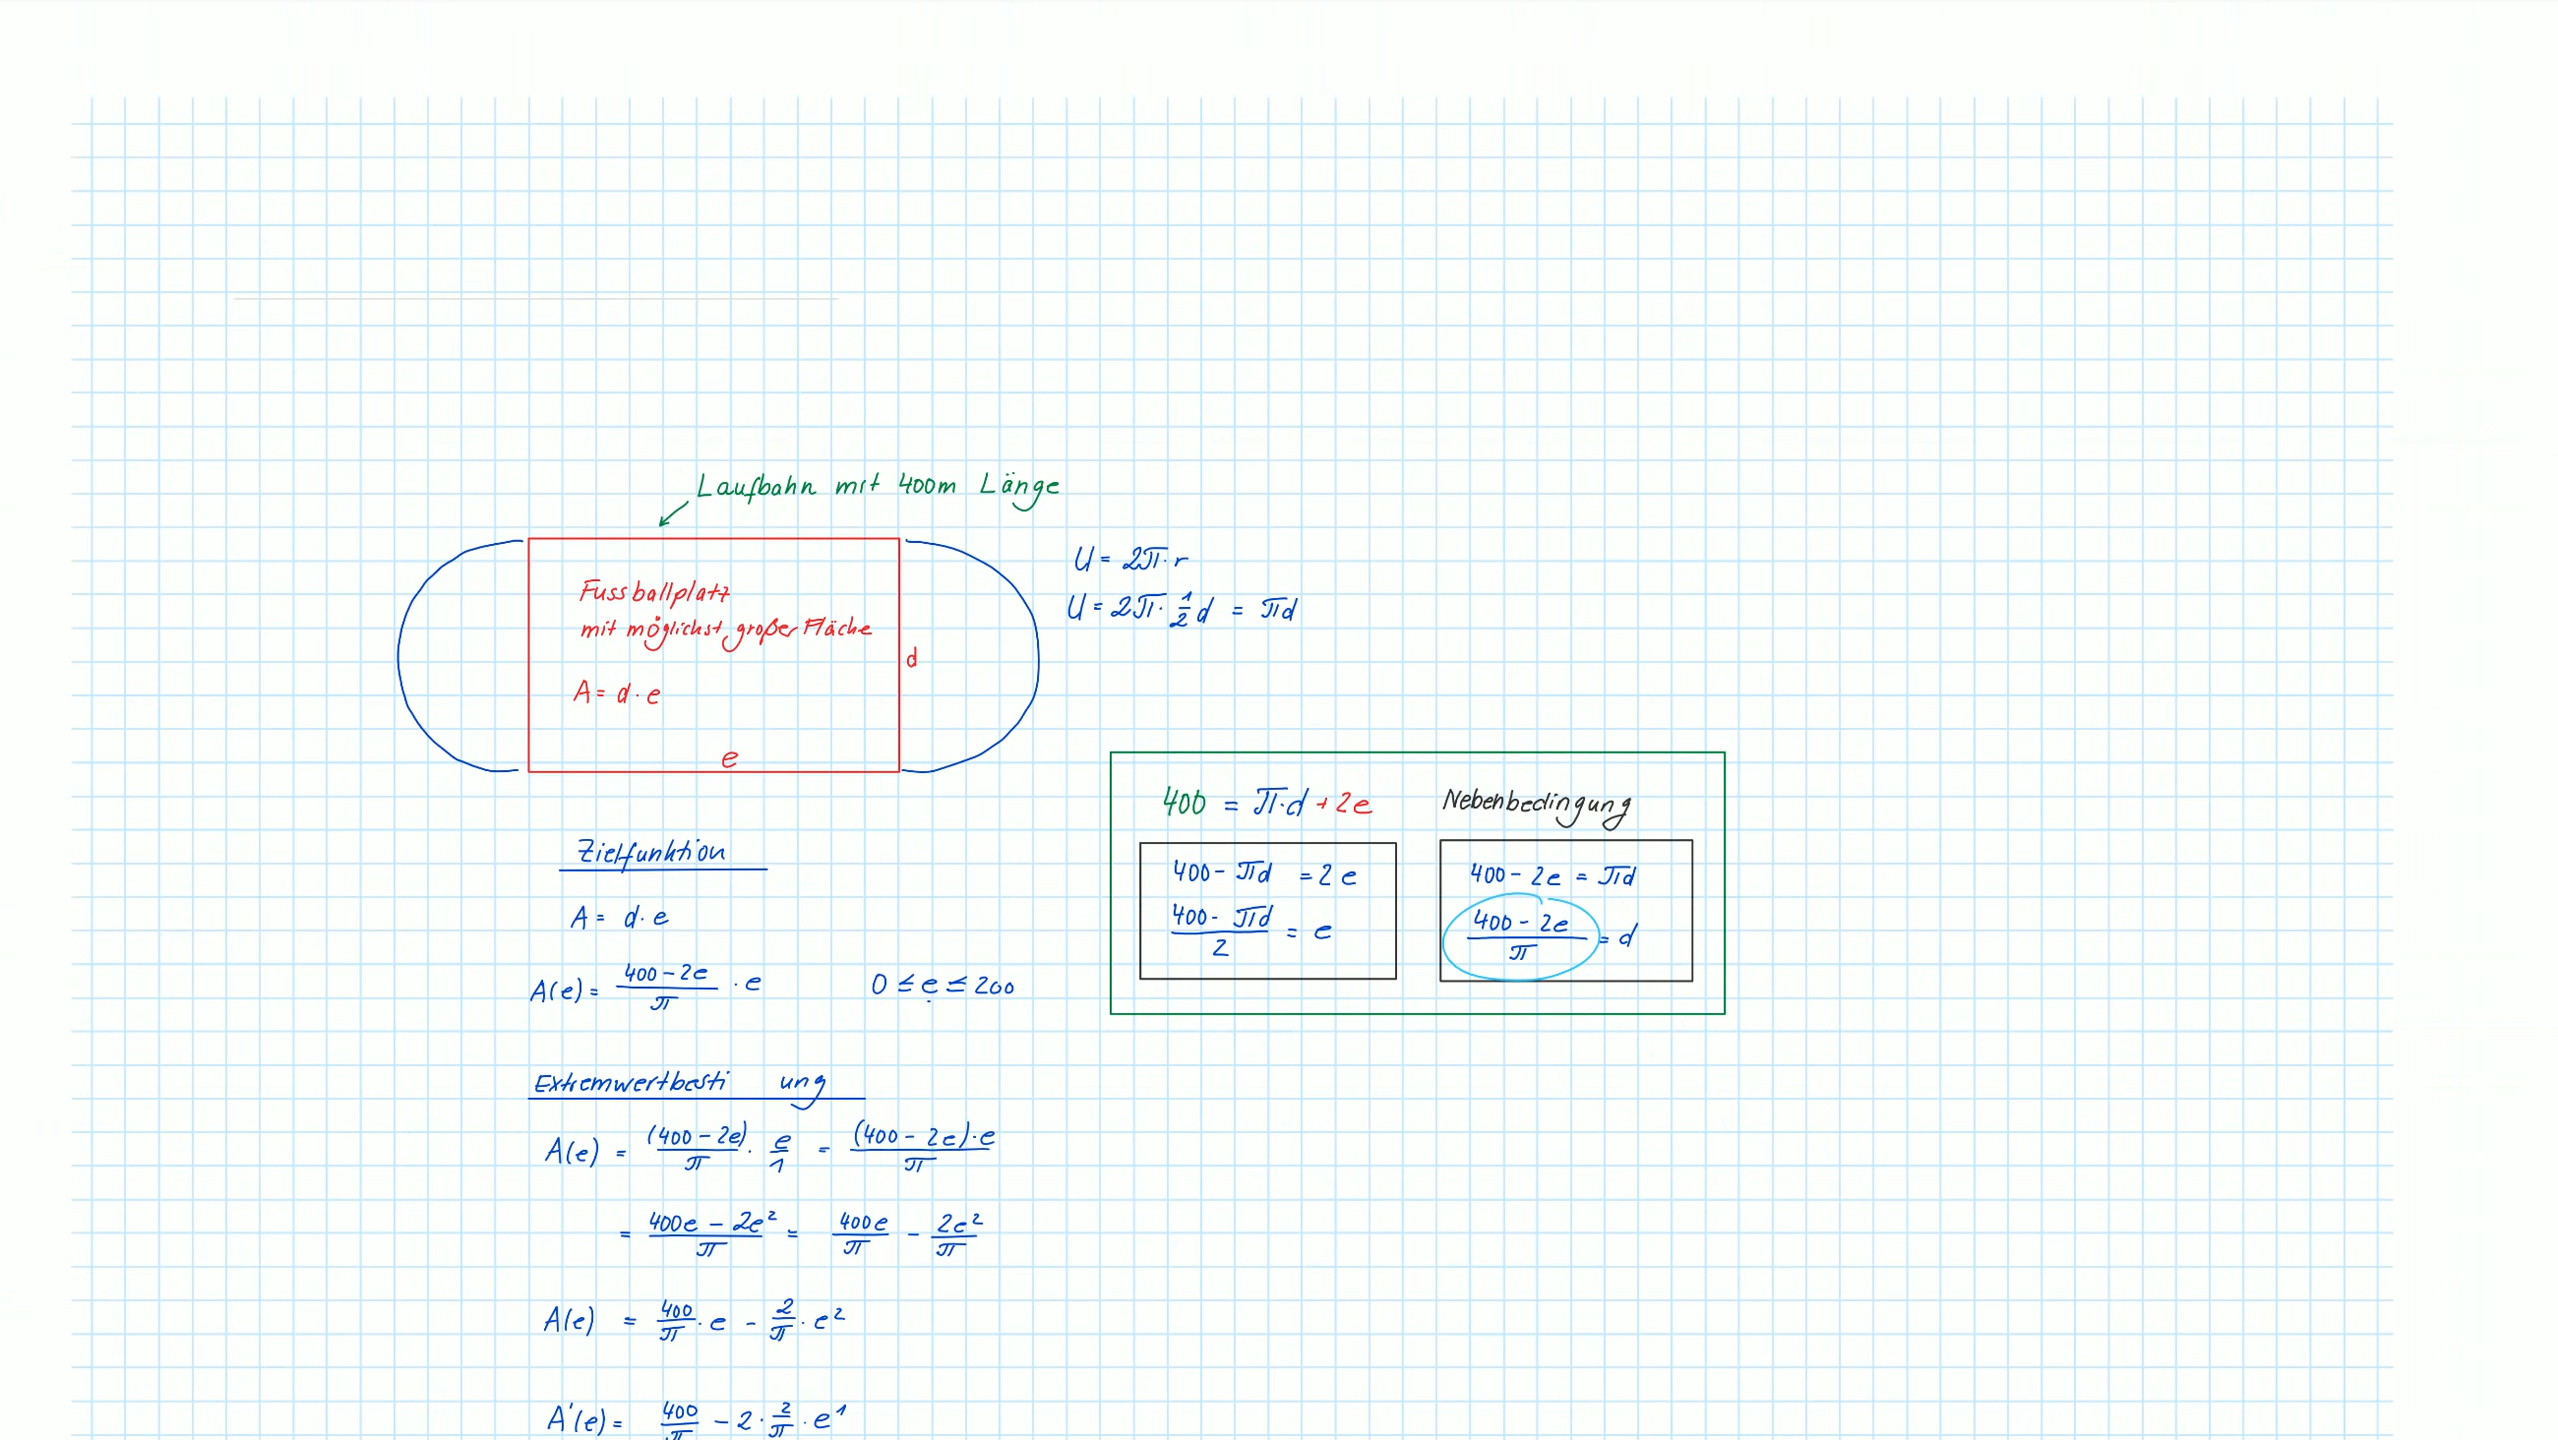 Laufbahn mit 400m Länge
Fussballplatz
mit möglichst großer Fläche
A = d · e
d
e
U = 2π · r
U = 2π · 1/2 d = πd
400 = π · d + 2e Nebenbedingung
400 - πd = 2e
(400 - πd)/2 = e
400 - 2e = πd
(400 - 2e)/π = d
Zielfunktion
A = d · e
A(e) = (400 - 2e)/π · e 0 ≤ e ≤ 200
Extremwertbesti ung
A(e) = (400 - 2e)/π · e/1 = (400 - 2e) · e/π
= (400e - 2e²)/π = 400e/π - 2e²/π
A(e) = 400/π · e - 2/π · e²
A'(e) = 400/π - 2 · 2/π · e¹